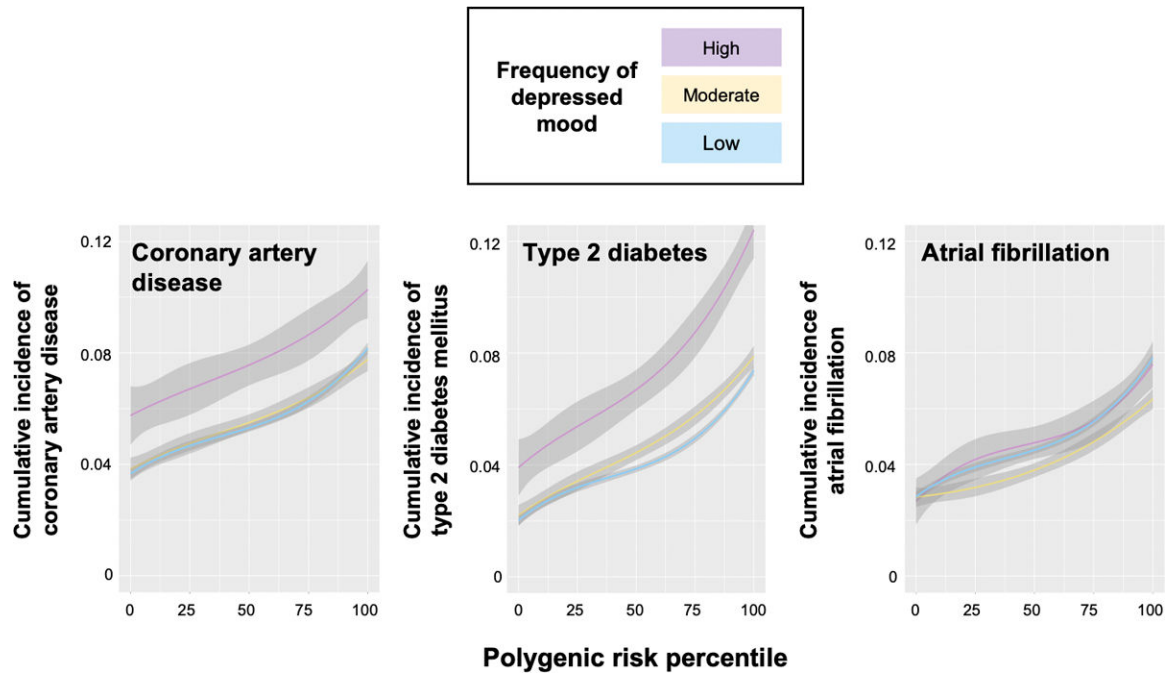 Frequency of
depressed
mood
High
Moderate
Low
Coronary artery
disease
Cumulative incidence of
coronary artery disease
0.12
0.08
0.04
0
0
25
50
75
100
Type 2 diabetes
Cumulative incidence of
type 2 diabetes mellitus
0.12
0.08
0.04
0
0
25
50
75
100
Atrial fibrillation
Cumulative incidence of
atrial fibrillation
0.12
0.08
0.04
0
0
25
50
75
100
Polygenic risk percentile